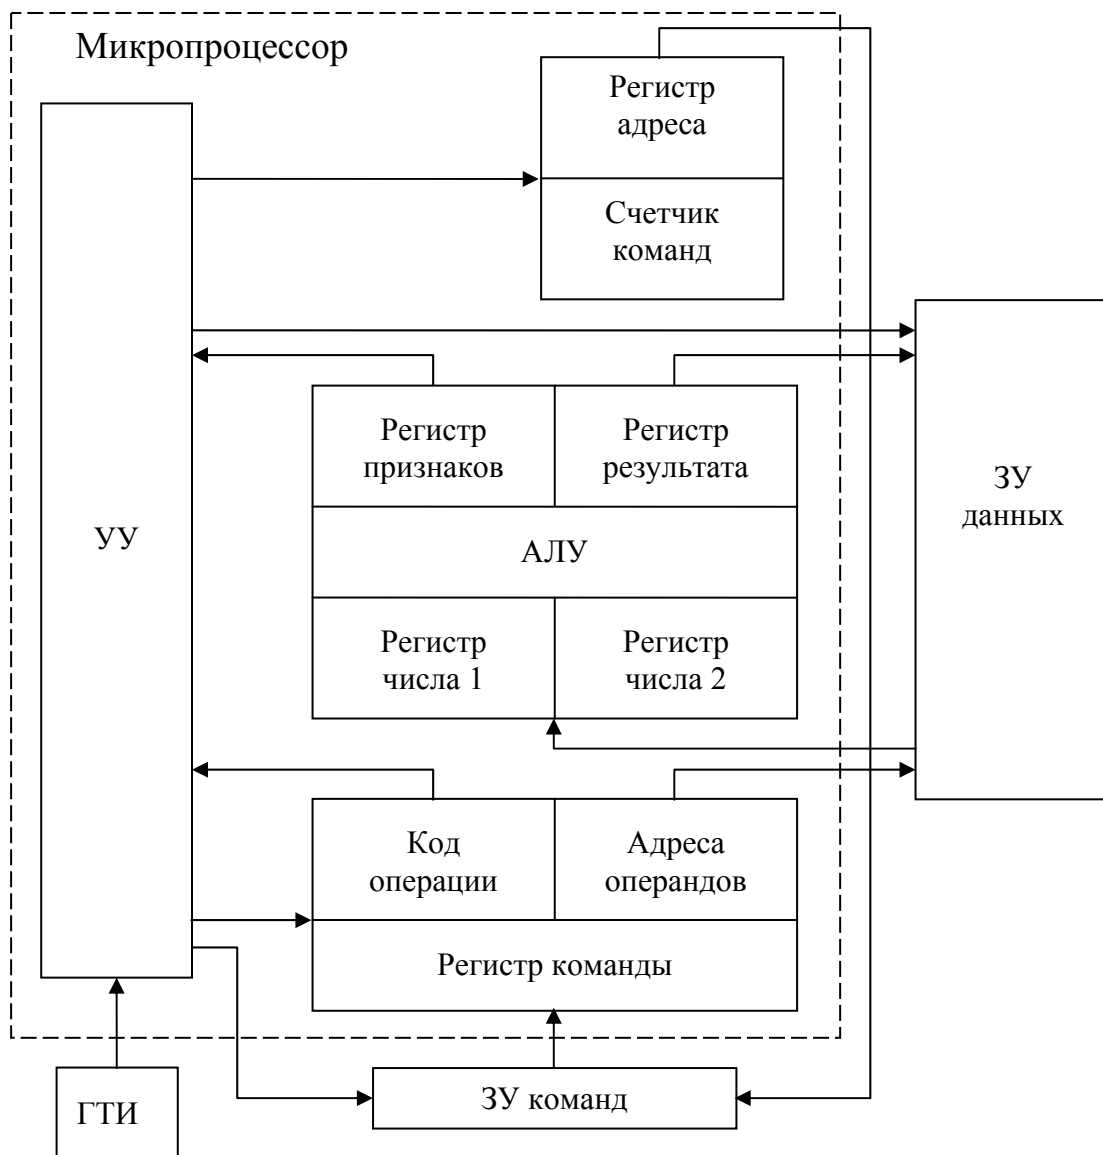 Микропроцессор
Регистр
адреса
Счетчик
команд
Регистр
признаков
Регистр
результата
ЗУ
данных
УУ
АЛУ
Регистр
числа 1
Регистр
числа 2
Код
операции
Адреса
операндов
Регистр команды
ЗУ команд
ГТИ